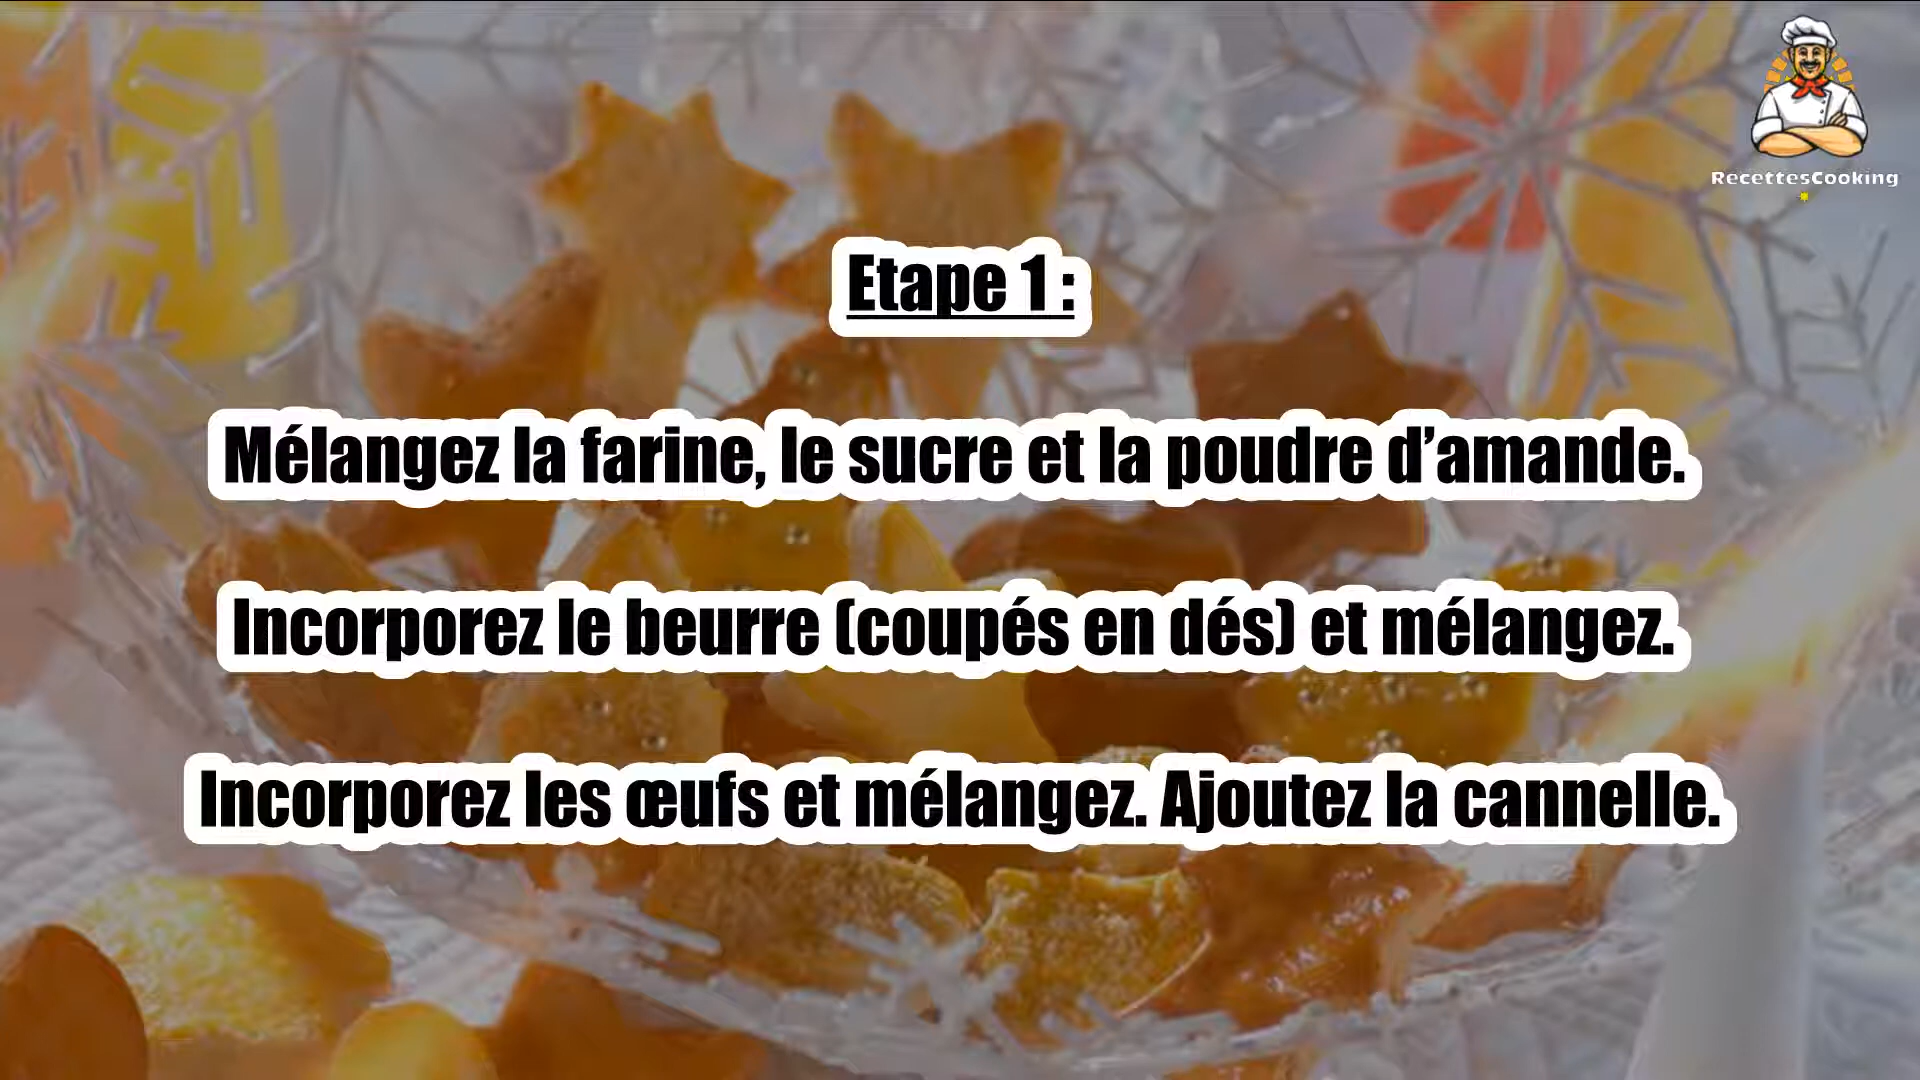 RecettesCooking
Etape 1 :
Mélangez la farine, le sucre et la poudre d’amande.
Incorporez le beurre (coupés en dés) et mélangez.
Incorporez les œufs et mélangez. Ajoutez la cannelle.